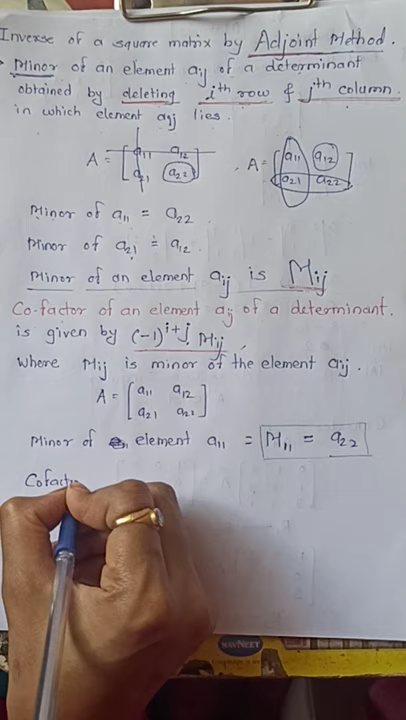 Inverse of a square matrix by Adjoint Method.
Minor of an element aij of a determinant
obtained by deleting ith row & jth column.
in which element aij lies.
A = [a11 a12
a21 a22]
A = [a11 a12
a21 a22]
Minor of a11 = a22
Minor of a21 = a12.
Minor of an element aij is Mij
Co-factor of an element aij of a determinant.
is given by (-1)^i+j Mij
where Mij is minor of the element aij.
A = [a11 a12
a21 a22]
Minor of element a11 = M11 = a22
Cofact
NAVNEET